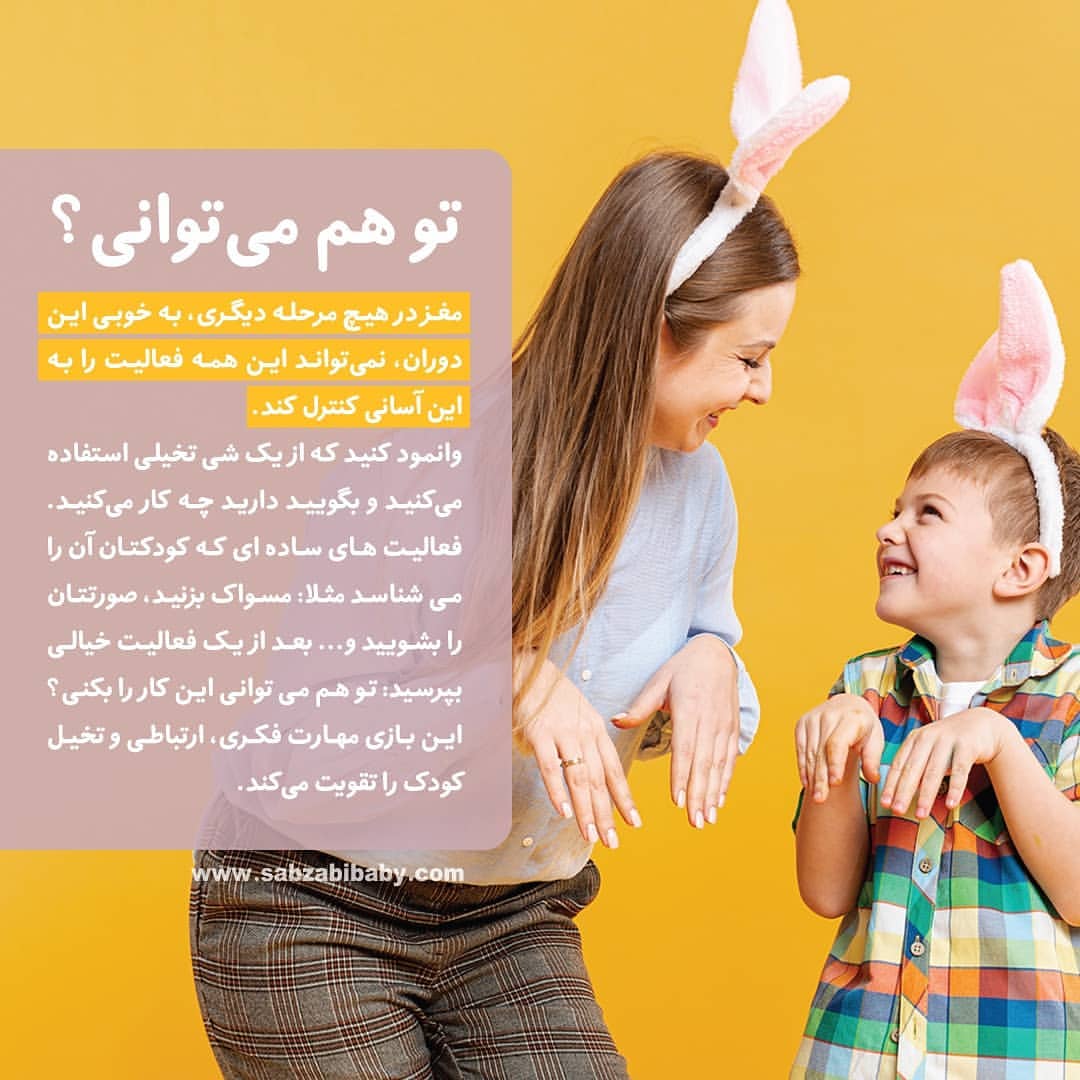 تو هم می‌توانی؟
مغز در هیچ مرحله دیگری، به خوبی این
دوران، نمی‌تواند این همه فعالیت را به
این آسانی کنترل کند.
وانمود کنید که از یک شی تخیلی استفاده
می‌کنید و بگویید دارید چه کار می‌کنید.
فعالیت های ساده ای که کودکتان آن را
می شناسد مثلا: مسواک بزنید، صورتتان
را بشویید و... بعد از یک فعالیت خیالی
بپرسید: تو هم می توانی این کار را بکنی؟
این بازی مهارت فکری، ارتباطی و تخیل
کودک را تقویت می‌کند.
www.sabzabibaby.com